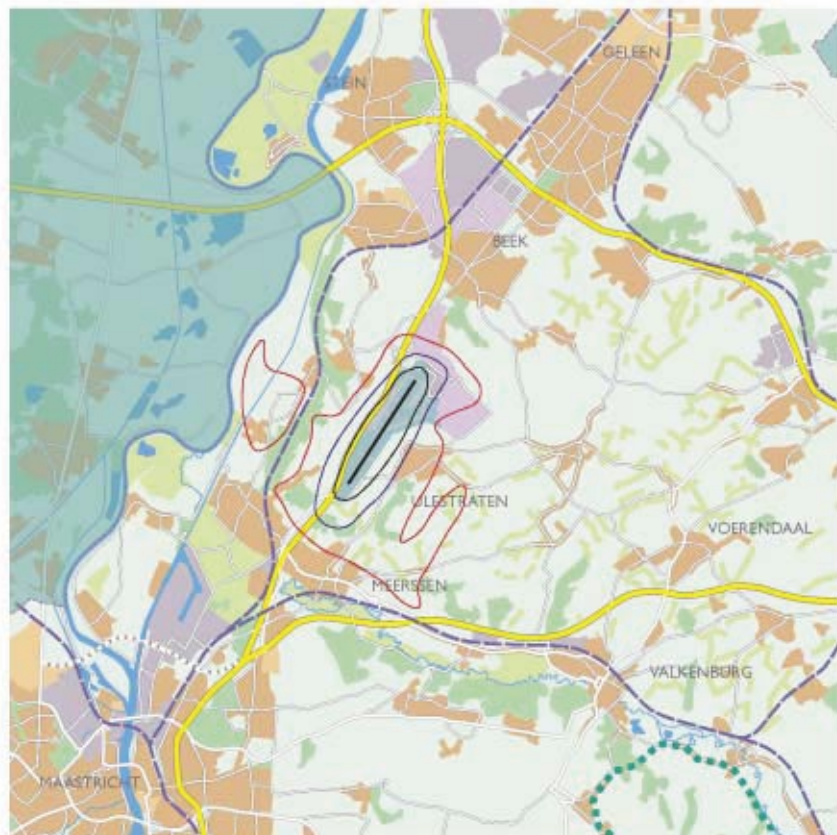 STEIN
GELEEN
BEEK
ULESTRATEN
VOERENDAAL
MEERSSEN
VALKENBURG
MAASTRICHT